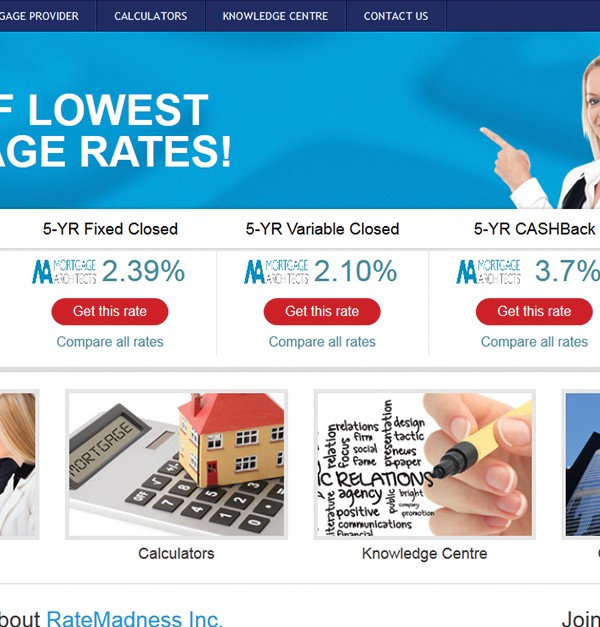 GAGE PROVIDER CALCULATORS KNOWLEDGE CENTRE CONTACT US
F LOWEST
AGE RATES!
5-YR Fixed Closed 5-YR Variable Closed 5-YR CASHBack
MORTGAGE ARCHITECTS 2.39% MORTGAGE ARCHITECTS 2.10% MORTGAGE ARCHITECTS 3.7%
Get this rate Get this rate Get this rate
Compare all rates Compare all rates Compare all rates
MORTGAGE
relations presentation design
relations tactic
focus firm news
social e-paper
fame
IC RELATIONS
agency public bright
positive company
literature communications
financial
Calculators Knowledge Centre
bout RateMadness Inc. Join